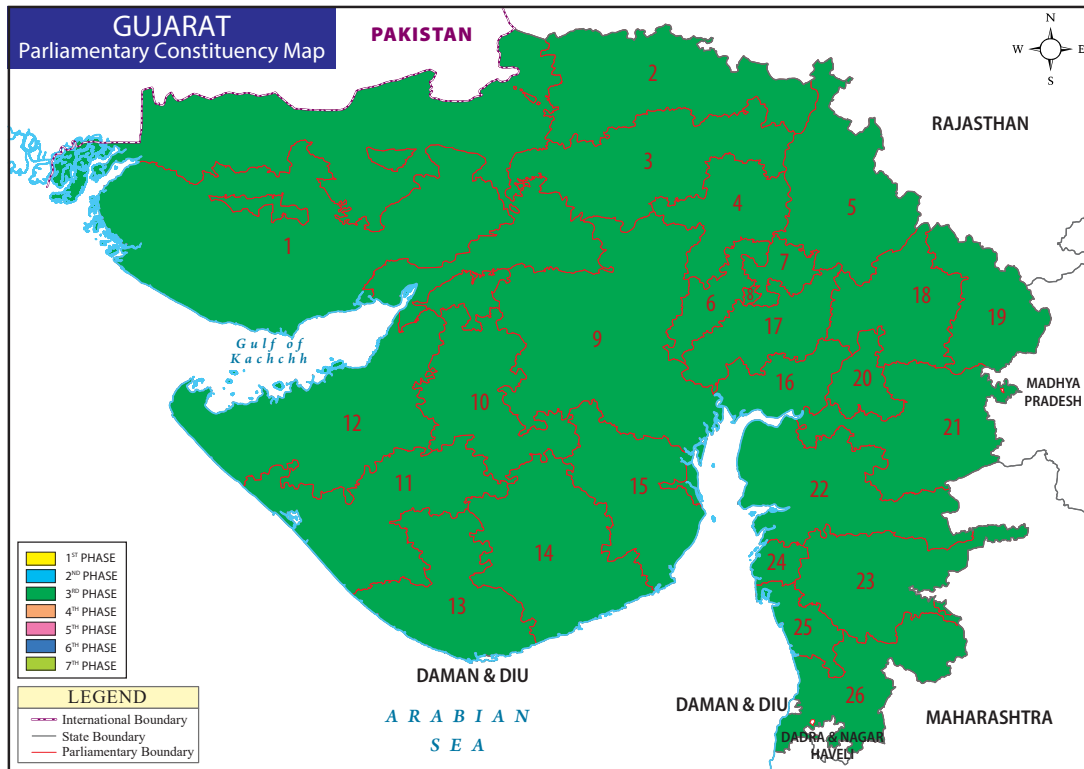 GUJARAT
Parliamentary Constituency Map
PAKISTAN
N
W
E
S
RAJASTHAN
2
3
4
5
1
7
6
8
17
18
19
9
Gulf of
Kachchh
16
20
MADHYA
PRADESH
10
12
21
11
15
22
14
24
23
13
25
26
1ST PHASE
2ND PHASE
3RD PHASE
4TH PHASE
5TH PHASE
6TH PHASE
7TH PHASE
LEGEND
International Boundary
State Boundary
Parliamentary Boundary
DAMAN & DIU
ARABIAN
SEA
DAMAN & DIU
MAHARASHTRA
DADRA & NAGAR
HAVELI